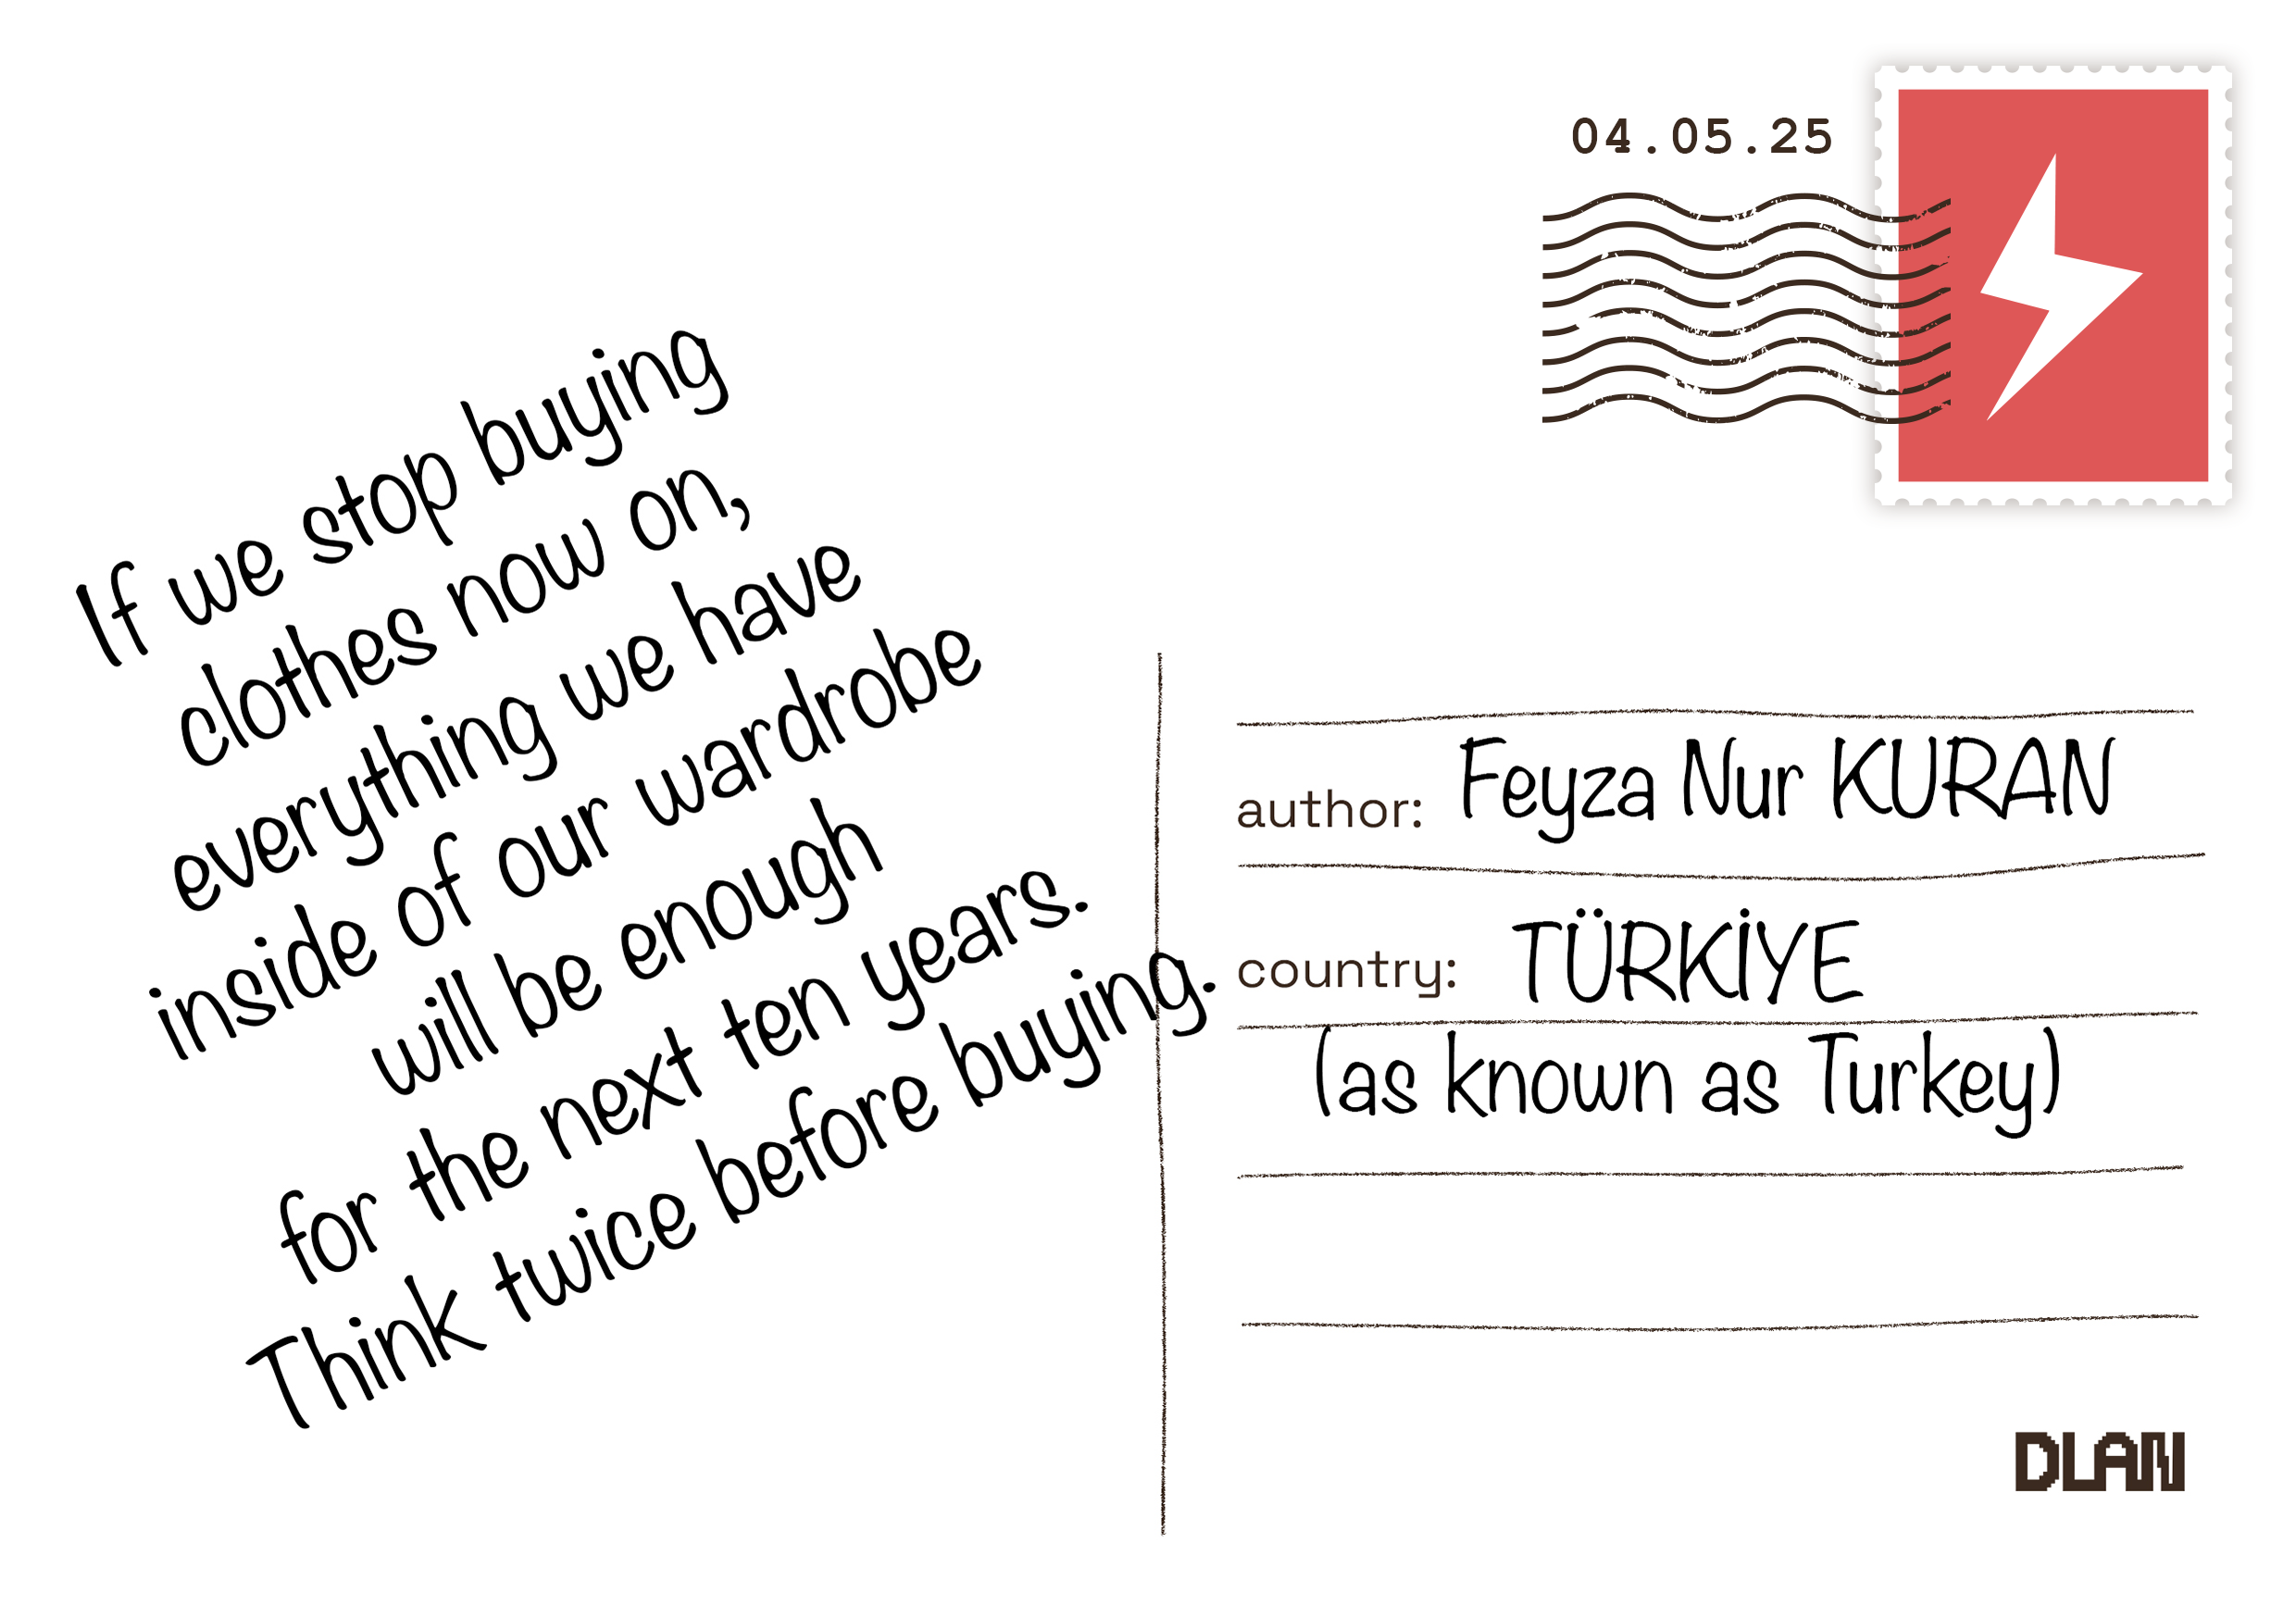 If we stop buying
clothes now on,
everything we have
inside of our wardrobe
will be enough
for the next ten years.
Think twice before buying.
04.05.25
author: Feyza Nur KURAN
country: TÜRKİYE
(as known as Turkey)
DLAN